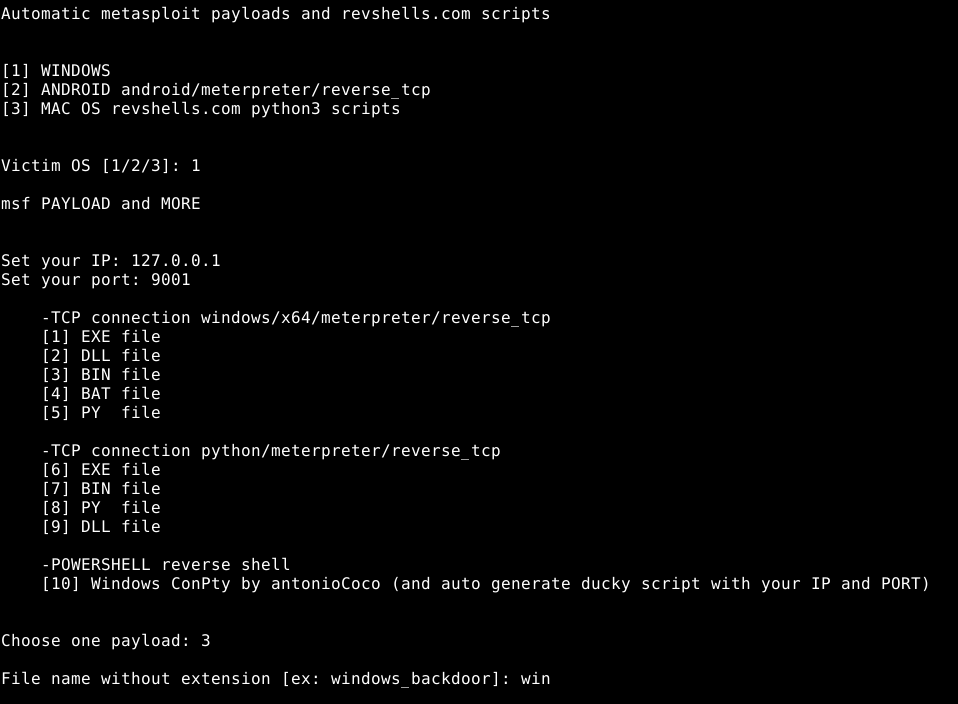 Automatic metasploit payloads and revshells.com scripts
[1] WINDOWS
[2] ANDROID android/meterpreter/reverse_tcp
[3] MAC OS revshells.com python3 scripts
Victim OS [1/2/3]: 1
msf PAYLOAD and MORE
Set your IP: 127.0.0.1
Set your port: 9001
-TCP connection windows/x64/meterpreter/reverse_tcp
[1] EXE file
[2] DLL file
[3] BIN file
[4] BAT file
[5] PY  file
-TCP connection python/meterpreter/reverse_tcp
[6] EXE file
[7] BIN file
[8] PY  file
[9] DLL file
-POWERSHELL reverse shell
[10] Windows ConPty by antonioCoco (and auto generate ducky script with your IP and PORT)
Choose one payload: 3
File name without extension [ex: windows_backdoor]: win